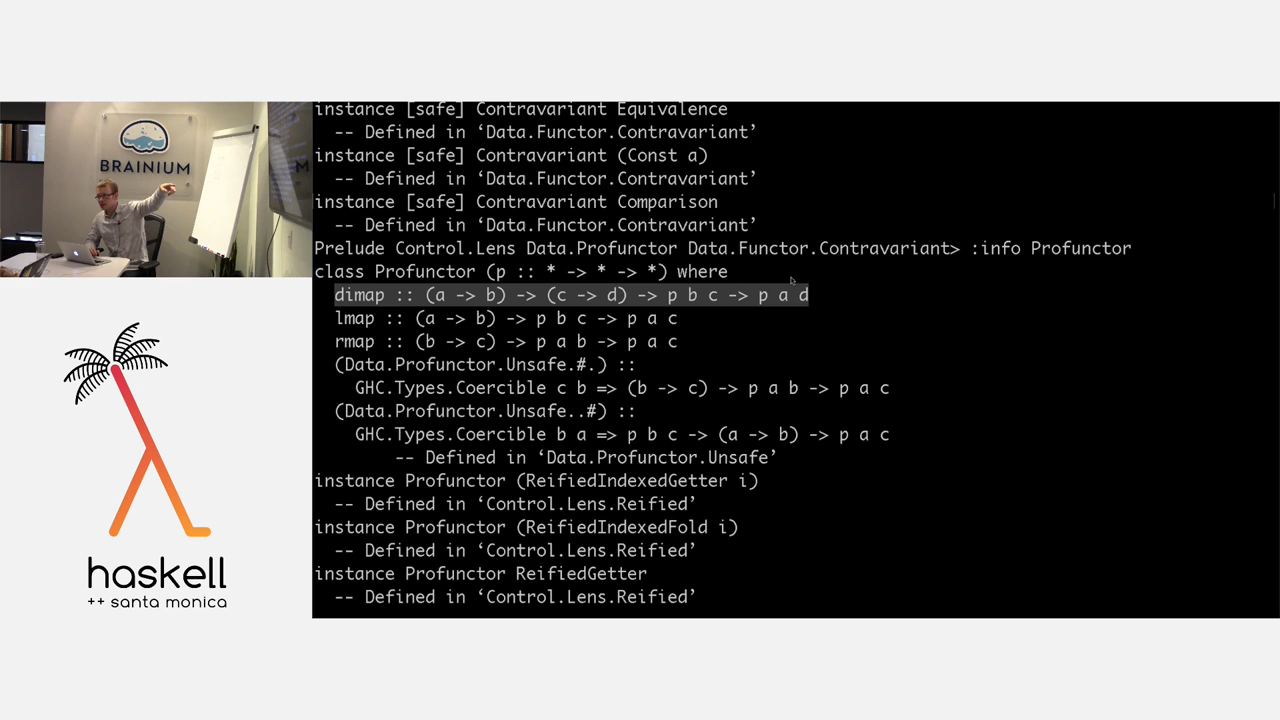 BRAINIUM
M
instance [safe] Contravariant Equivalence
-- Defined in ‘Data.Functor.Contravariant’
instance [safe] Contravariant (Const a)
-- Defined in ‘Data.Functor.Contravariant’
instance [safe] Contravariant Comparison
-- Defined in ‘Data.Functor.Contravariant’
Prelude Control.Lens Data.Profunctor Data.Functor.Contravariant> :info Profunctor
class Profunctor (p :: * -> * -> *) where
dimap :: (a -> b) -> (c -> d) -> p b c -> p a d
lmap :: (a -> b) -> p b c -> p a c
rmap :: (b -> c) -> p a b -> p a c
(Data.Profunctor.Unsafe.#.) ::
GHC.Types.Coercible c b => (b -> c) -> p a b -> p a c
(Data.Profunctor.Unsafe..#) ::
GHC.Types.Coercible b a => p b c -> (a -> b) -> p a c
-- Defined in ‘Data.Profunctor.Unsafe’
instance Profunctor (ReifiedIndexedGetter i)
-- Defined in ‘Control.Lens.Reified’
instance Profunctor (ReifiedIndexedFold i)
-- Defined in ‘Control.Lens.Reified’
instance Profunctor ReifiedGetter
-- Defined in ‘Control.Lens.Reified’
haskell
++ santa monica